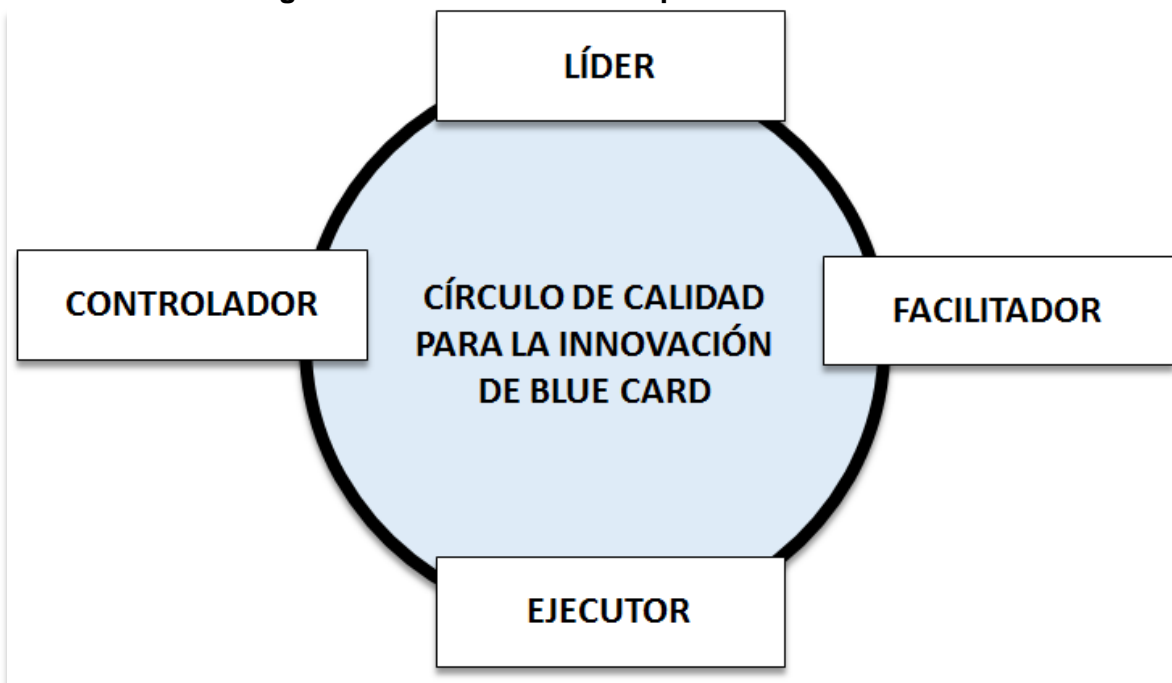 LÍDER
CONTROLADOR
CÍRCULO DE CALIDAD
PARA LA INNOVACIÓN
DE BLUE CARD
FACILITADOR
EJECUTOR